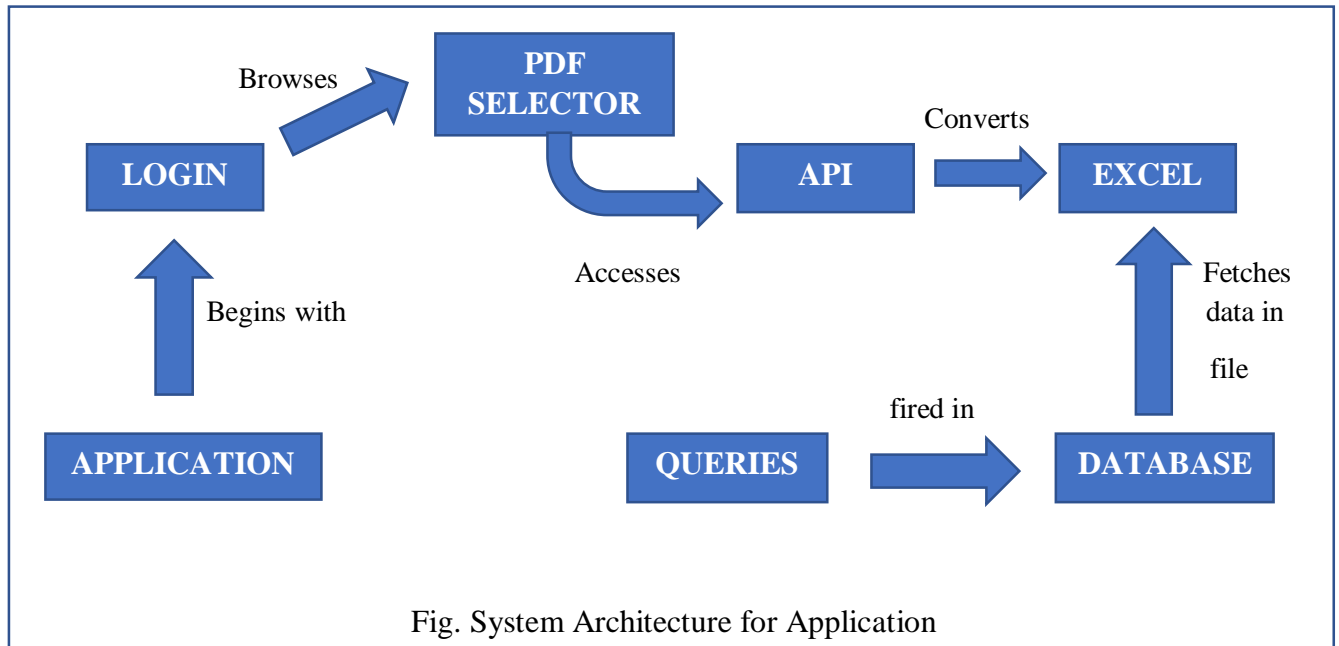 Browses
PDF
SELECTOR
Converts
LOGIN
API
EXCEL
Accesses
Begins with
Fetches
data in
file
fired in
APPLICATION
QUERIES
DATABASE
Fig. System Architecture for Application